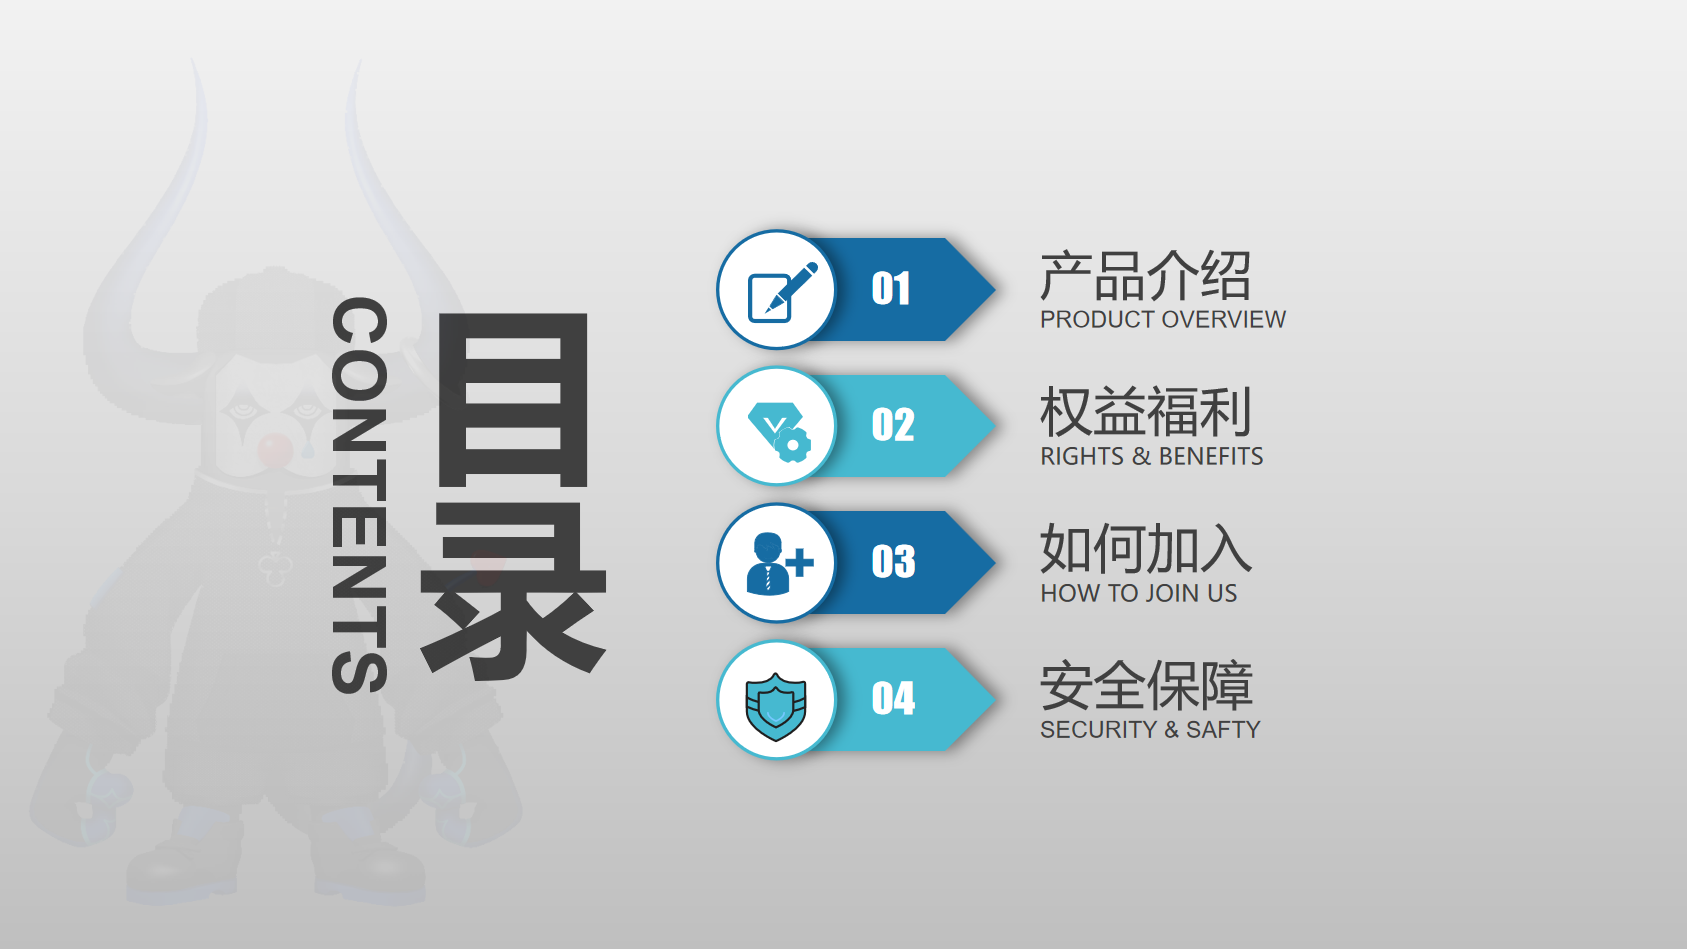 目录
CONTENTS
01
产品介绍
PRODUCT OVERVIEW
02
权益福利
RIGHTS & BENEFITS
03
如何加入
HOW TO JOIN US
04
安全保障
SECURITY & SAFTY